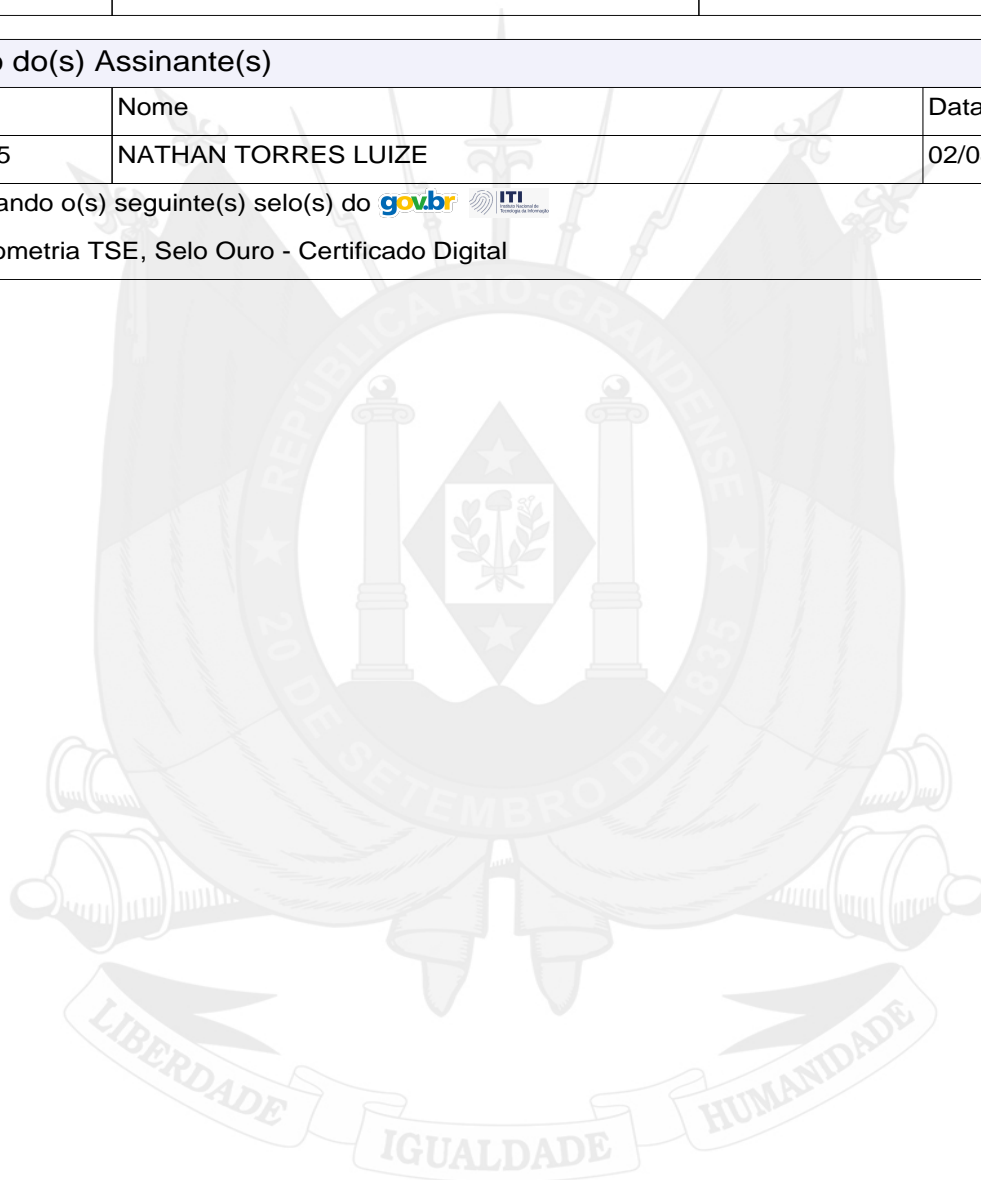 o do(s) Assinante(s)
Nome
Data
5
NATHAN TORRES LUIZE
02/0
ando o(s) seguinte(s) selo(s) do gov.br ITI
ometria TSE, Selo Ouro - Certificado Digital
REPÚBLICA RIO-GRANDENSE
20 DE SETEMBRO DE 1835
LIBERDADE
IGUALDADE
HUMANIDADE